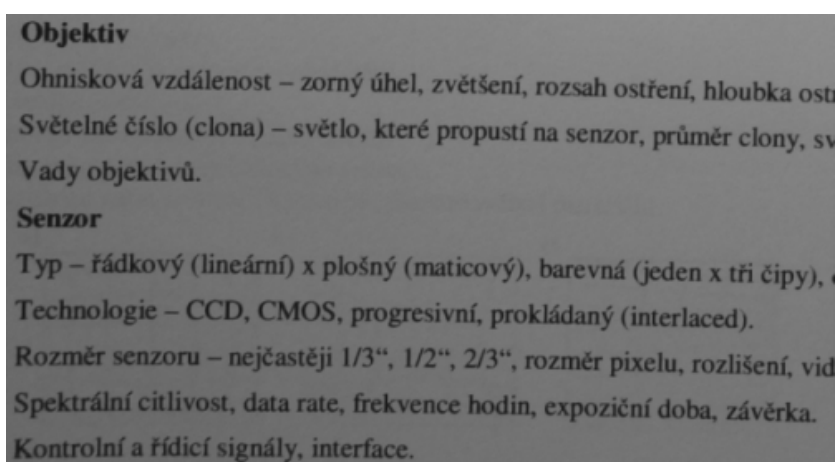 Objektiv
Ohnisková vzdálenost – zorný úhel, zvětšení, rozsah ostření, hloubka
Světelné číslo (clona) – světlo, které propustí na senzor, průměr clony,
Vady objektivů.
Senzor
Typ – řádkový (lineární) x plošný (maticový), barevná (jeden x tři čipy),
Technologie – CCD, CMOS, progresivní, prokládaný (interlaced).
Rozměr senzoru – nejčastěji 1/3“, 1/2“, 2/3“, rozměr pixelu, rozlišení,
Spektrální citlivost, data rate, frekvence hodin, expoziční doba, závěrka.
Kontrolní a řídicí signály, interface.